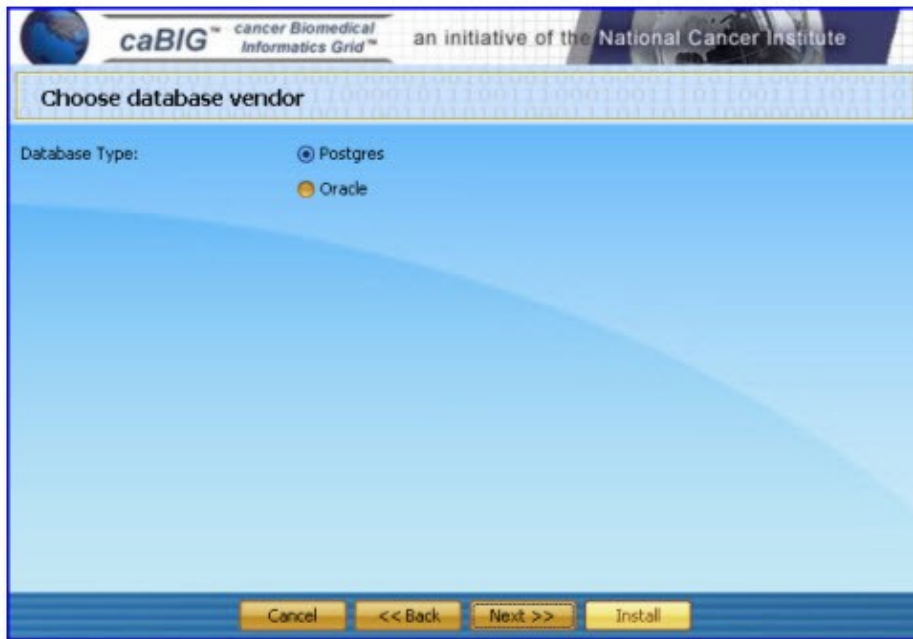 caBIG™ cancer Biomedical Informatics Grid™ an initiative of the National Cancer Institute
Choose database vendor
Database Type: Postgres
Oracle
Cancel << Back Next >> Install